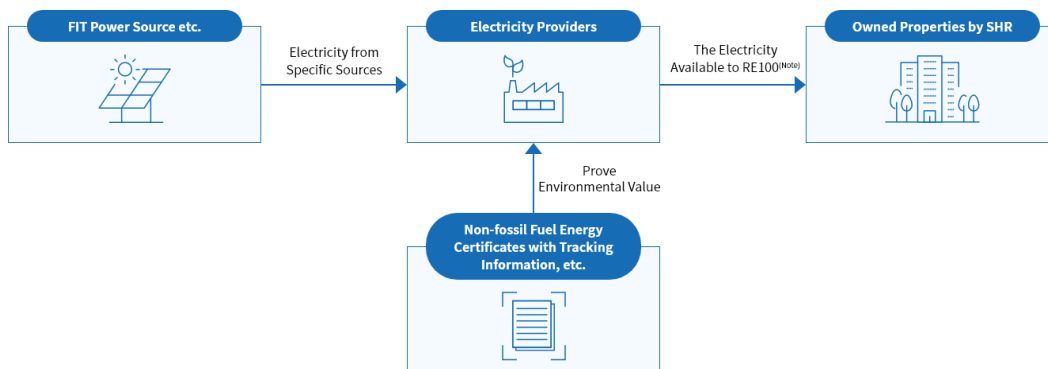 FIT Power Source etc.
Electricity from
Specific Sources
Electricity Providers
The Electricity
Available to RE100(Note)
Owned Properties by SHR
Prove
Environmental Value
Non-fossil Fuel Energy
Certificates with Tracking
Information, etc.